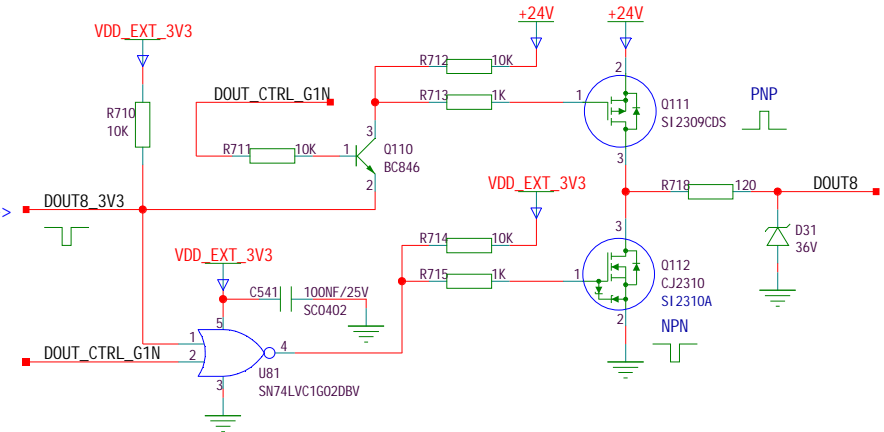 +24V
+24V
VDD_EXT_3V3
R712
10K
2
R710
10K
DOUT_CTRL_G1N
R713
1K
1
Q111
SI2309CDS
PNP
3
R711
10K
1
Q110
BC846
3
2
>
DOUT8_3V3
VDD_EXT_3V3
R718
120
DOUT8
VDD_EXT_3V3
R714
10K
3
D31
36V
C541
100NF/25V
SC0402
R715
1K
1
Q112
CJ2310
SI2310A
5
2
NPN
1
DOUT_CTRL_G1N
2
4
3
U81
SN74LVC1G02DBV